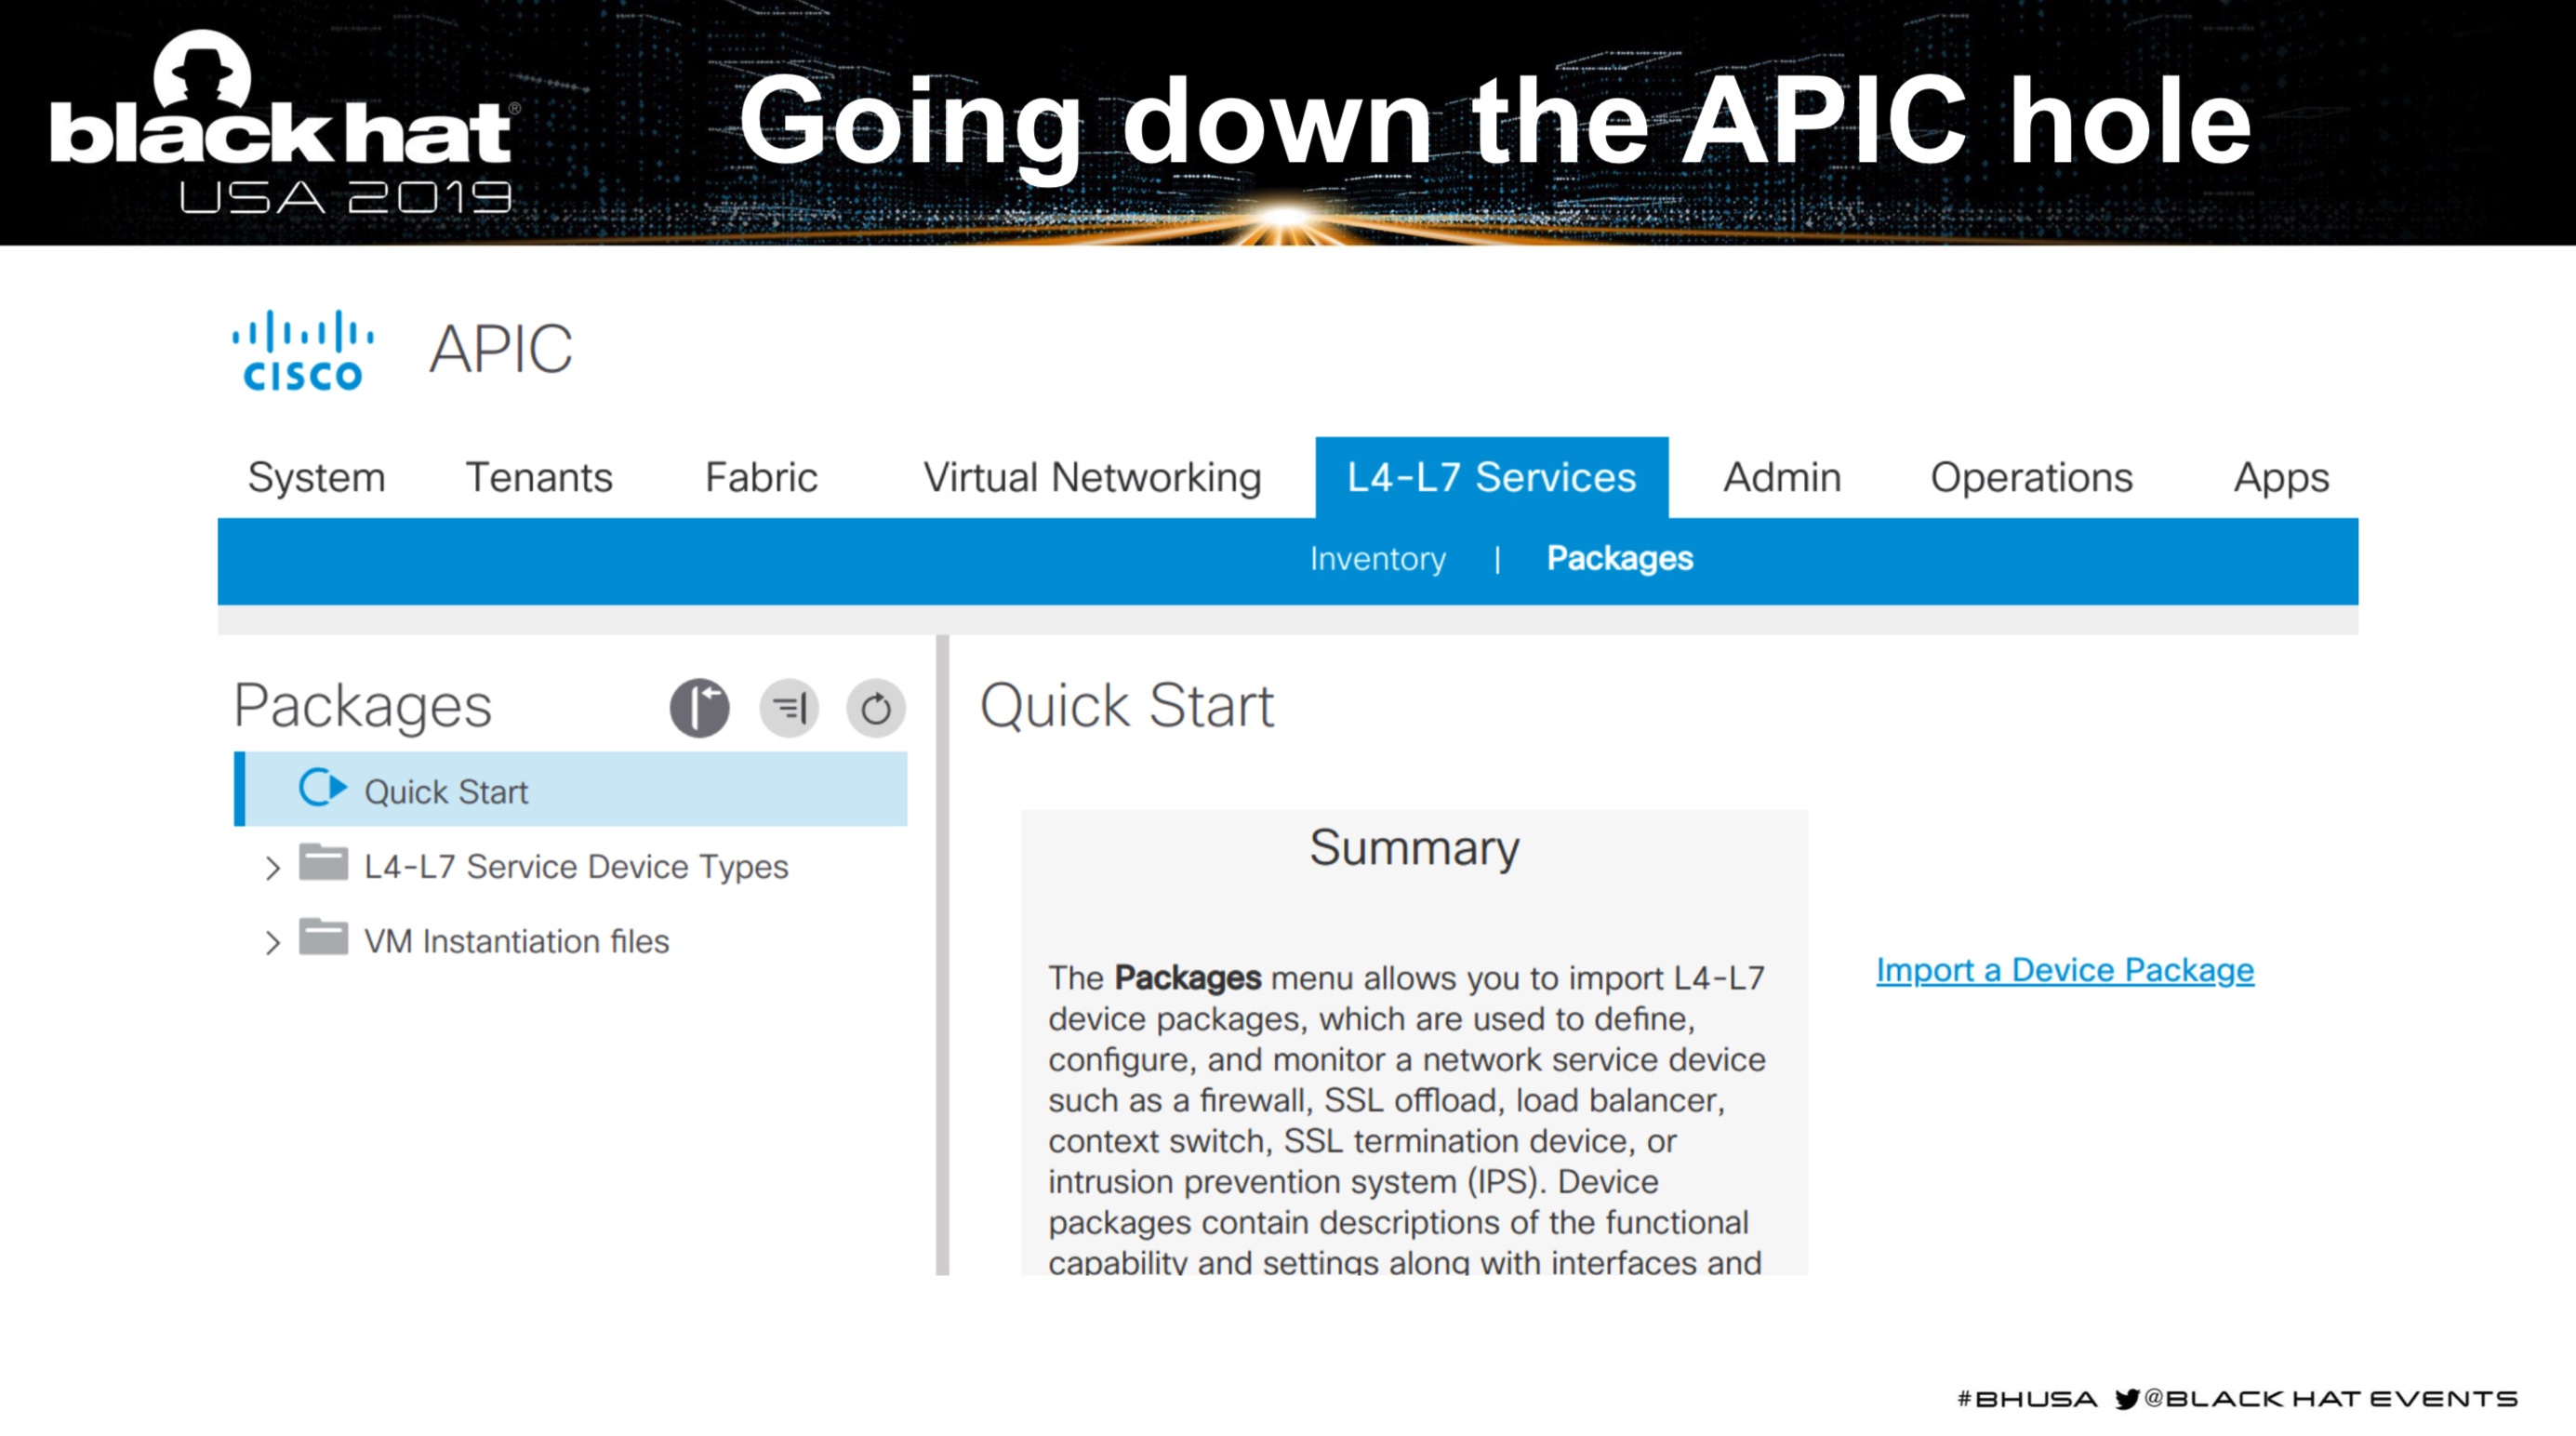 black hat®
USA 2019
Going down the APIC hole
CISCO
APIC
System Tenants Fabric Virtual Networking L4-L7 Services Admin Operations Apps
Inventory | Packages
Packages
Quick Start
L4-L7 Service Device Types
VM Instantiation files
Quick Start
Summary
The Packages menu allows you to import L4-L7
device packages, which are used to define,
configure, and monitor a network service device
such as a firewall, SSL offload, load balancer,
context switch, SSL termination device, or
intrusion prevention system (IPS). Device
packages contain descriptions of the functional
capability and settings along with interfaces and
Import a Device Package
#BHUSA @BLACK HAT EVENTS